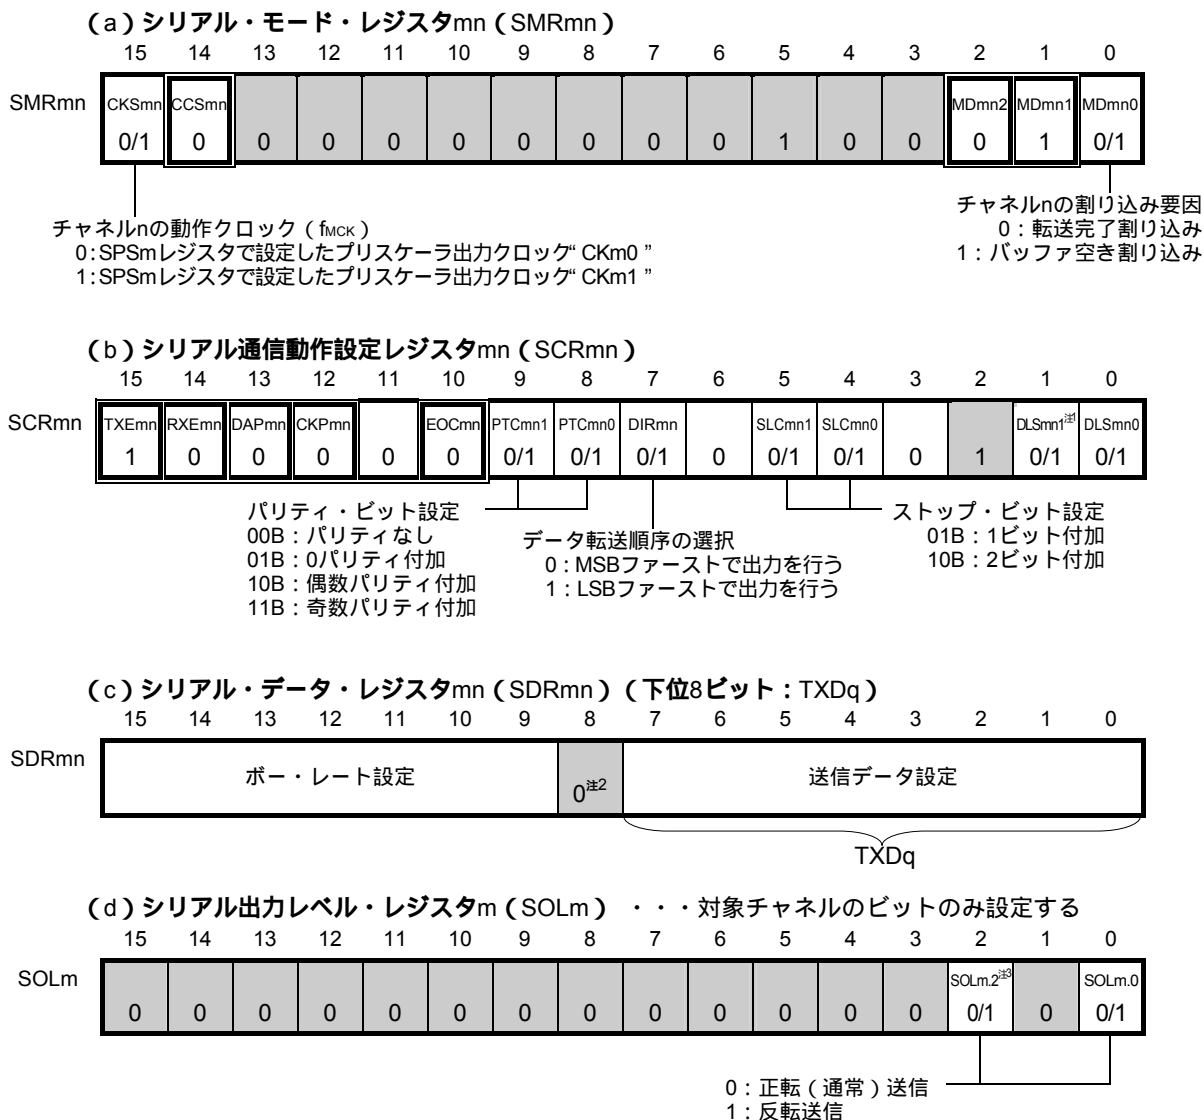 (a)シリアル・モード・レジスタmn(SMRmn)
15 14 13 12 11 10 9 8 7 6 5 4 3 2 1 0
SMRmn
CKSmn CCSmn MDmn2 MDmn1 MDmn0
0/1 0 0 0 0 0 0 0 0 0 1 0 0 0 1 0/1
チャネルnの動作クロック(fMCK)
0:SPSmレジスタで設定したプリスケーラ出力クロック“CKm0”
1:SPSmレジスタで設定したプリスケーラ出力クロック“CKm1”
チャネルnの割り込み要因
0:転送完了割り込み
1:バッファ空き割り込み
(b)シリアル通信動作設定レジスタmn(SCRmn)
15 14 13 12 11 10 9 8 7 6 5 4 3 2 1 0
SCRmn
TXEmn RXEmn DAPmn CKPmn EOCmn PTCmn1 PTCmn0 DIRmn SLCmn1 SLCmn0 DLSmn1注1 DLSmn0
1 0 0 0 0 0 0/1 0/1 0/1 0 0/1 0/1 0 1 0/1 0/1
パリティ・ビット設定
00B:パリティなし
01B:0パリティ付加
10B:偶数パリティ付加
11B:奇数パリティ付加
データ転送順序の選択
0:MSBファーストで出力を行う
1:LSBファーストで出力を行う
ストップ・ビット設定
01B:1ビット付加
10B:2ビット付加
(c)シリアル・データ・レジスタmn(SDRmn)(下位8ビット:TXDq)
15 14 13 12 11 10 9 8 7 6 5 4 3 2 1 0
SDRmn
ボー・レート設定 0注2 送信データ設定
TXDq
(d)シリアル出力レベル・レジスタm(SOLm) ・・・対象チャネルのビットのみ設定する
15 14 13 12 11 10 9 8 7 6 5 4 3 2 1 0
SOLm
SOLm.2注3 SOLm.0
0 0 0 0 0 0 0 0 0 0 0 0 0 0/1 0 0/1
0:正転(通常)送信
1:反転送信